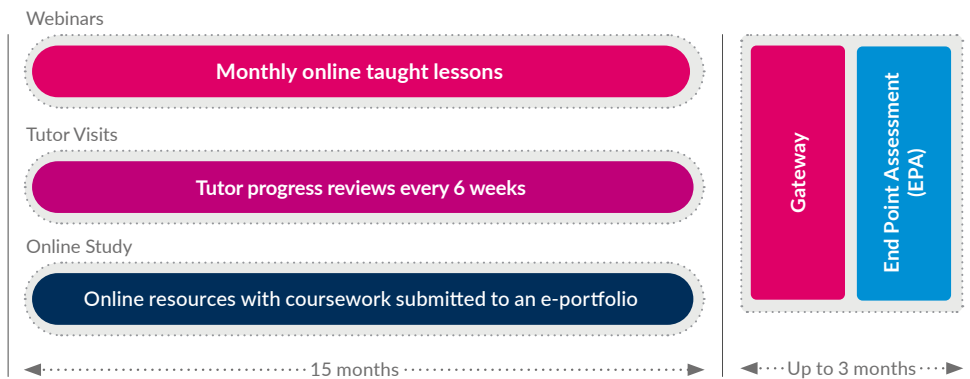 Webinars
Monthly online taught lessons
Tutor Visits
Tutor progress reviews every 6 weeks
Online Study
Online resources with coursework submitted to an e-portfolio
15 months
Gateway
End Point Assessment
(EPA)
Up to 3 months